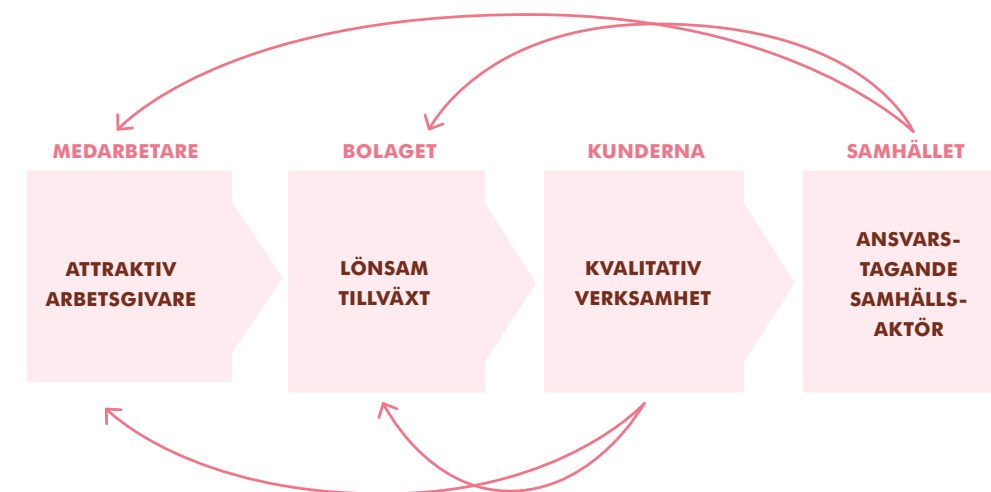 MEDARBETARE
ATTRAKTIV
ARBETSGIVARE
BOLAGET
LÖNSAM
TILLVÄXT
KUNDERNA
KVALITATIV
VERKSAMHET
SAMHÄLLET
ANSVARS-
TAGANDE
SAMHÄLLS-
AKTÖR